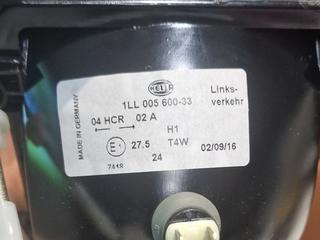 HELLA
1LL 005 600-33
Links-
verkehr
MADE IN GERMANY
04 HCR 02 A
H1
E1 27.5 T4W 02/09/16
24
7418